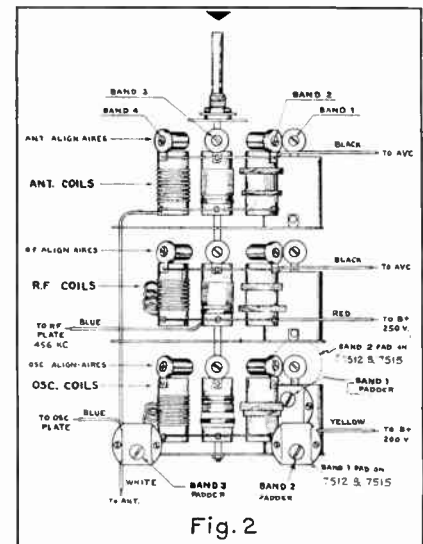 BAND 3
BAND 4
BAND 2
BAND 1
ANT ALIGN AIRES
BLACK
TO AVC
ANT. COILS
R.F ALIGN AIRES
BLACK
TO AVC
R.F COILS
RED
TO B+
250 V.
BLUE
TO RF
PLATE
456 KC
BAND 2 PAD ON
7512 & 7515
OSC ALIGN-AIRES
BAND 1
PADDER
OSC. COILS
BLUE
TO OSC
PLATE
YELLOW
TO B+
200 V
WHITE
TO ANT.
BAND 3
PADDER
BAND 2
PADDER
BAND 1 PAD ON
7512 & 7515
Fig. 2